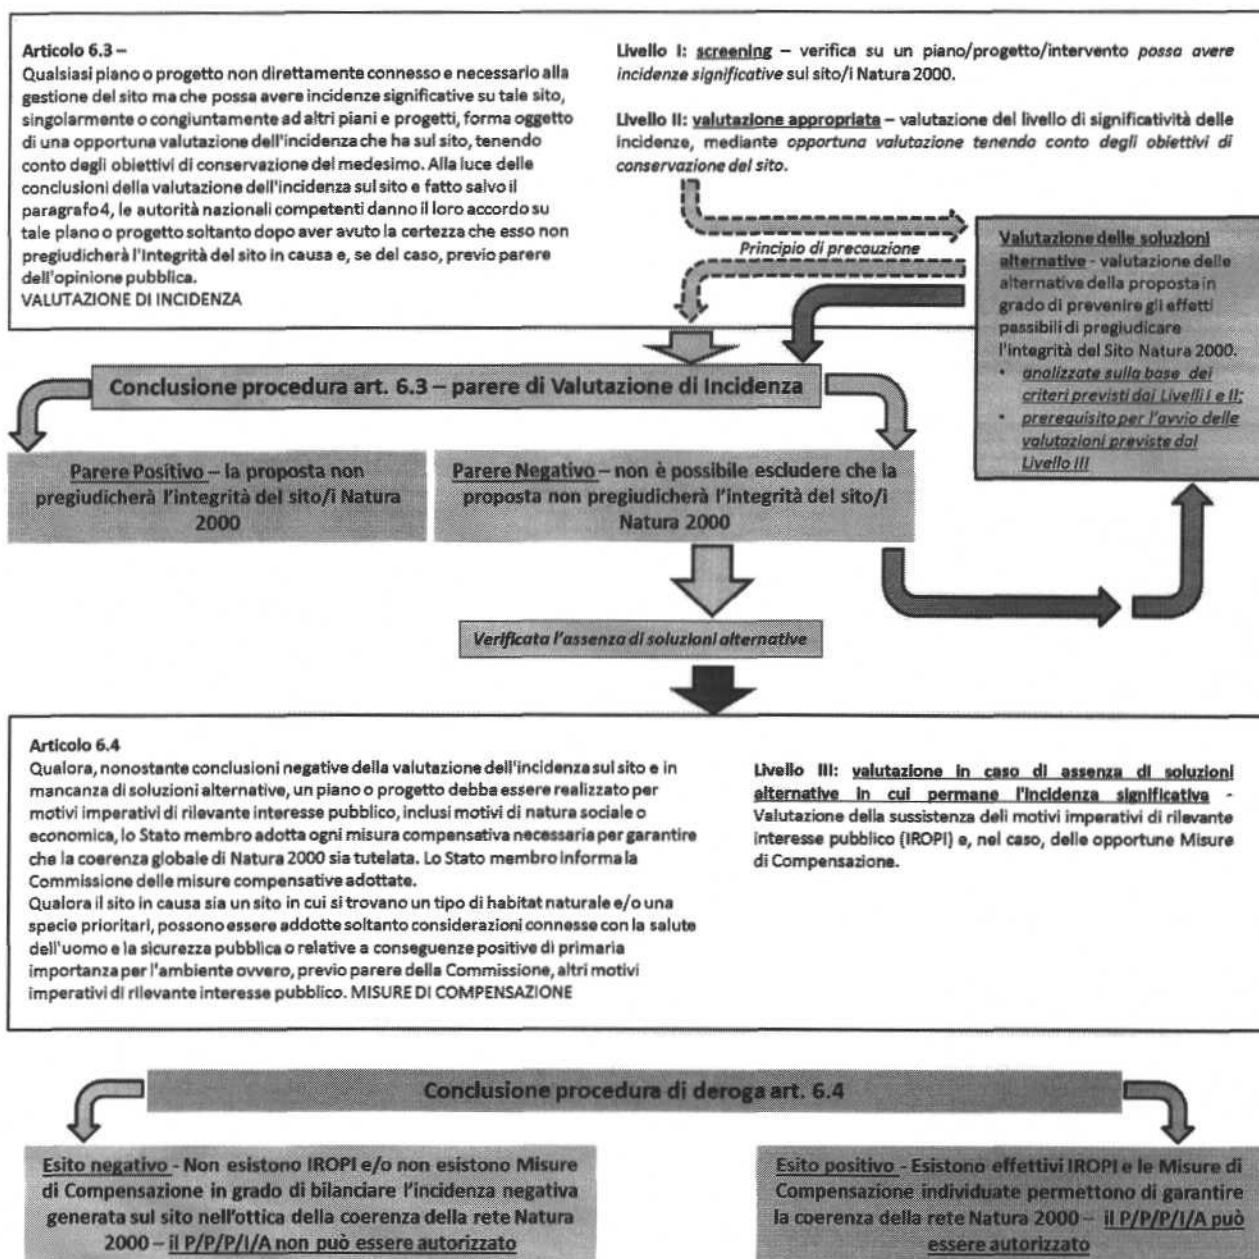 Articolo 6.3 –
Qualsiasi piano o progetto non direttamente connesso e necessario alla
gestione del sito ma che possa avere incidenze significative su tale sito,
singolarmente o congiuntamente ad altri piani e progetti, forma oggetto
di una opportuna valutazione dell'incidenza che ha sul sito, tenendo
conto degli obiettivi di conservazione del medesimo. Alla luce delle
conclusioni della valutazione dell'incidenza sul sito e fatto salvo il
paragrafo 4, le autorità nazionali competenti danno il loro accordo su
tale piano o progetto soltanto dopo aver avuto la certezza che esso non
pregiudicherà l'integrità del sito in causa e, se del caso, previo parere
dell'opinione pubblica.
VALUTAZIONE DI INCIDENZA
Livello I: screening – verifica su un piano/progetto/intervento possa avere
incidenze significative sul sito/i Natura 2000.
Livello II: valutazione appropriata – valutazione del livello di significatività delle
incidenze, mediante opportuna valutazione tenendo conto degli obiettivi di
conservazione del sito.
Principio di precauzione
Valutazione delle soluzioni
alternative - valutazione delle
alternative della proposta in
grado di prevenire gli effetti
passibili di pregiudicare
l'integrità del Sito Natura 2000.
• analizzate sulla base dei
criteri previsti dai Livelli I e II;
• prerequisito per l'avvio delle
valutazioni previste dal
Livello III
Conclusione procedura art. 6.3 – parere di Valutazione di Incidenza
Parere Positivo – la proposta non
pregiudicherà l'integrità del sito/i Natura
2000
Parere Negativo – non è possibile escludere che la
proposta non pregiudicherà l'integrità del sito/i
Natura 2000
Verificata l'assenza di soluzioni alternative
Articolo 6.4
Qualora, nonostante conclusioni negative della valutazione dell'incidenza sul sito e in
mancanza di soluzioni alternative, un piano o progetto debba essere realizzato per
motivi imperativi di rilevante interesse pubblico, inclusi motivi di natura sociale o
economica, lo Stato membro adotta ogni misura compensativa necessaria per garantire
che la coerenza globale di Natura 2000 sia tutelata. Lo Stato membro informa la
Commissione delle misure compensative adottate.
Qualora il sito in causa sia un sito in cui si trovano un tipo di habitat naturale e/o una
specie prioritari, possono essere addotte soltanto considerazioni connesse con la salute
dell'uomo e la sicurezza pubblica o relative a conseguenze positive di primaria
importanza per l'ambiente ovvero, previo parere della Commissione, altri motivi
imperativi di rilevante interesse pubblico. MISURE DI COMPENSAZIONE
Livello III: valutazione in caso di assenza di soluzioni
alternative in cui permane l'incidenza significativa -
Valutazione della sussistenza deli motivi imperativi di rilevante
interesse pubblico (IROPI) e, nel caso, delle opportune Misure
di Compensazione.
Conclusione procedura di deroga art. 6.4
Esito negativo - Non esistono IROPI e/o non esistono Misure
di Compensazione in grado di bilanciare l'incidenza negativa
generata sul sito nell'ottica della coerenza della rete Natura
2000 – il P/P/P/I/A non può essere autorizzato
Esito positivo - Esistono effettivi IROPI e le Misure di
Compensazione individuate permettono di garantire
la coerenza della rete Natura 2000 – il P/P/P/I/A può
essere autorizzato